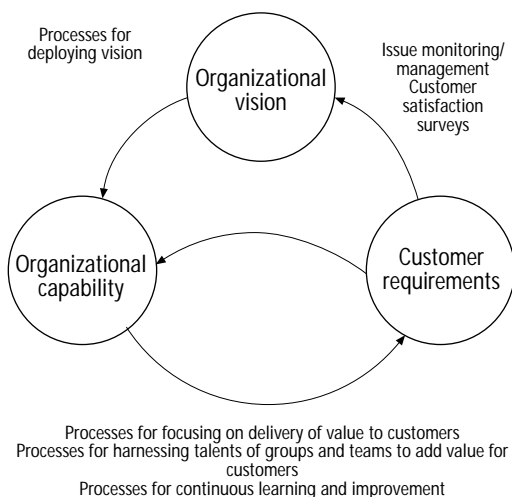 Processes for
deploying vision
Organizational
vision
Issue monitoring/
management
Customer
satisfaction
surveys
Organizational
capability
Customer
requirements
Processes for focusing on delivery of value to customers
Processes for harnessing talents of groups and teams to add value for
customers
Processes for continuous learning and improvement